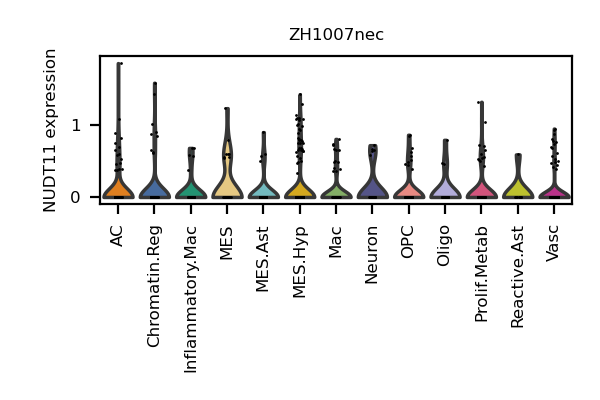 ZH1007nec
NUDT11 expression
1
0
AC
Chromatin.Reg
Inflammatory.Mac
MES
MES.Ast
MES.Hyp
Mac
Neuron
OPC
Oligo
Prolif.Metab
Reactive.Ast
Vasc